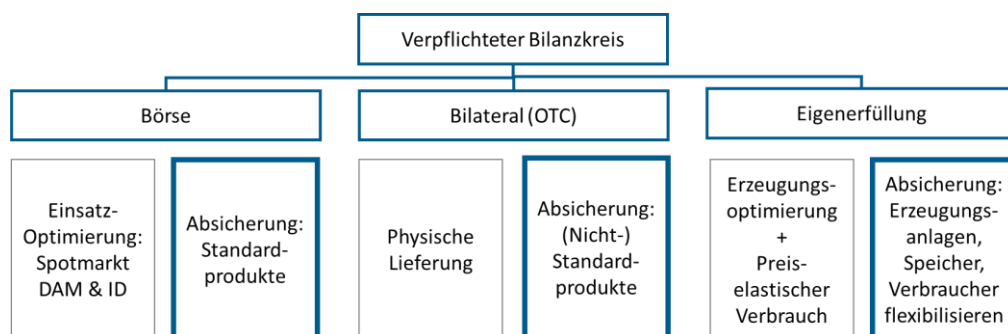 Verpflichteter Bilanzkreis
Börse
Bilateral (OTC)
Eigenerfüllung
Einsatz-
Optimierung:
Spotmarkt
DAM & ID
Absicherung:
Standard-
produkte
Physische
Lieferung
Absicherung:
(Nicht-)
Standard-
produkte
Erzeugungs-
optimierung
+
Preis-
elastischer
Verbrauch
Absicherung:
Erzeugungs-
anlagen,
Speicher,
Verbraucher
flexibilisieren